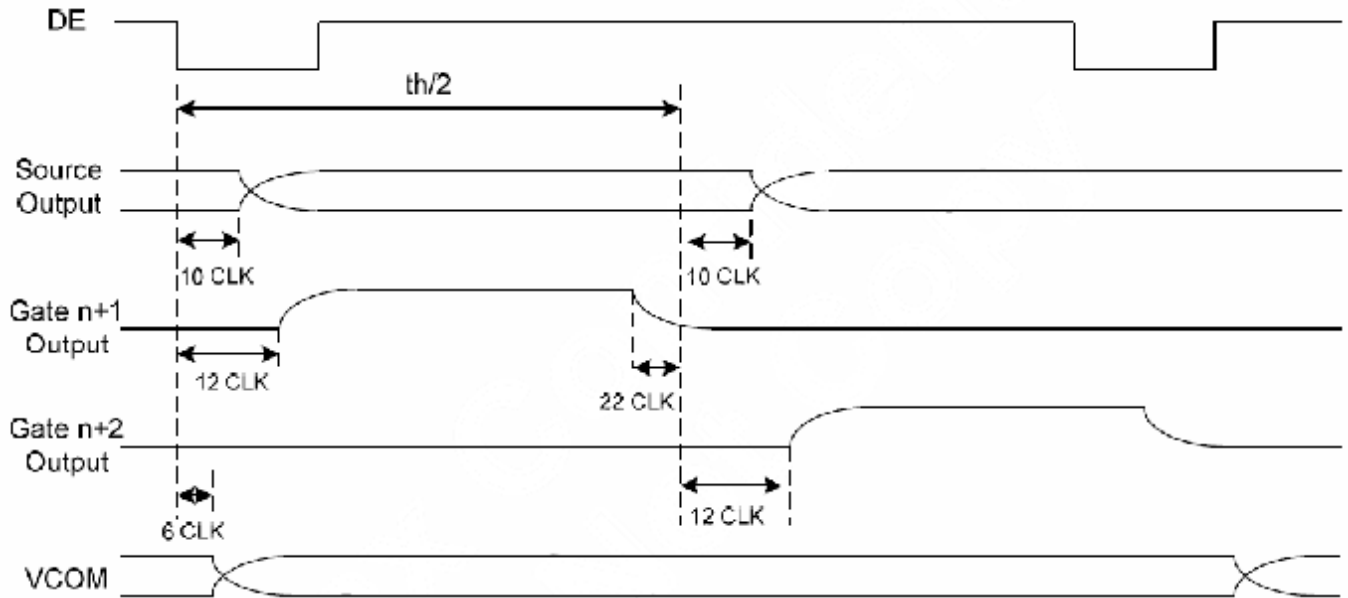 DE
th/2
Source
Output
10 CLK
10 CLK
Gate n+1
Output
12 CLK
22 CLK
Gate n+2
Output
12 CLK
6 CLK
VCOM